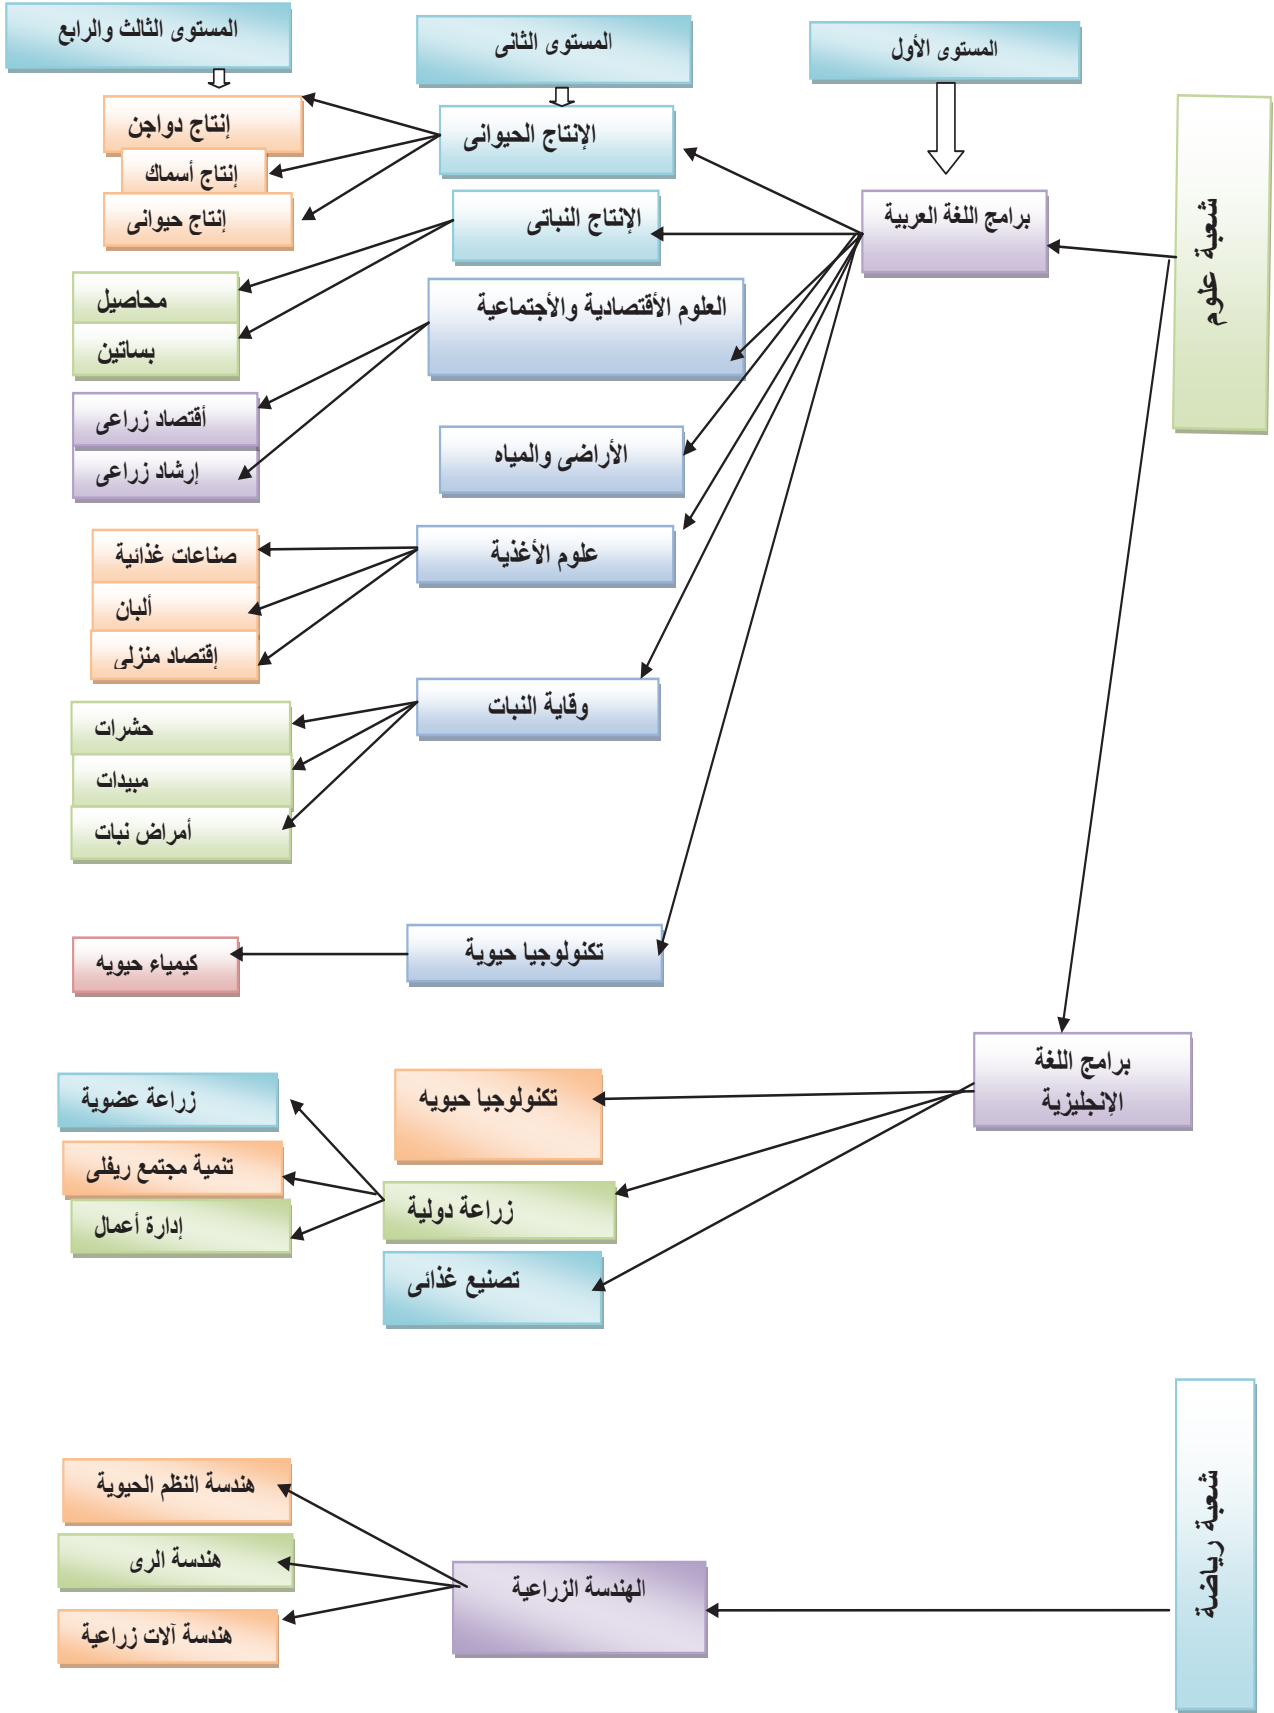 المستوى الأول
المستوى الثانى
المستوى الثالث والرابع
شعبة علوم
برامج اللغة العربية
الإنتاج الحيوانى
إنتاج دواجن
إنتاج أسماك
إنتاج حيوانى
الإنتاج النباتى
محاصيل
بساتين
العلوم الأقتصادية والأجتماعية
أقتصاد زراعى
إرشاد زراعى
الأراضى والمياه
علوم الأغذية
صناعات غذائية
ألبان
إقتصاد منزلى
وقاية النبات
حشرات
مبيدات
أمراض نبات
تكنولوجيا حيوية
كيمياء حيويه
برامج اللغة
الإنجليزية
تكنولوجيا حيويه
زراعة دولية
زراعة عضوية
تنمية مجتمع ريفلى
إدارة أعمال
تصنيع غذائى
شعبة رياضة
الهندسة الزراعية
هندسة النظم الحيوية
هندسة الرى
هندسة آلات زراعية